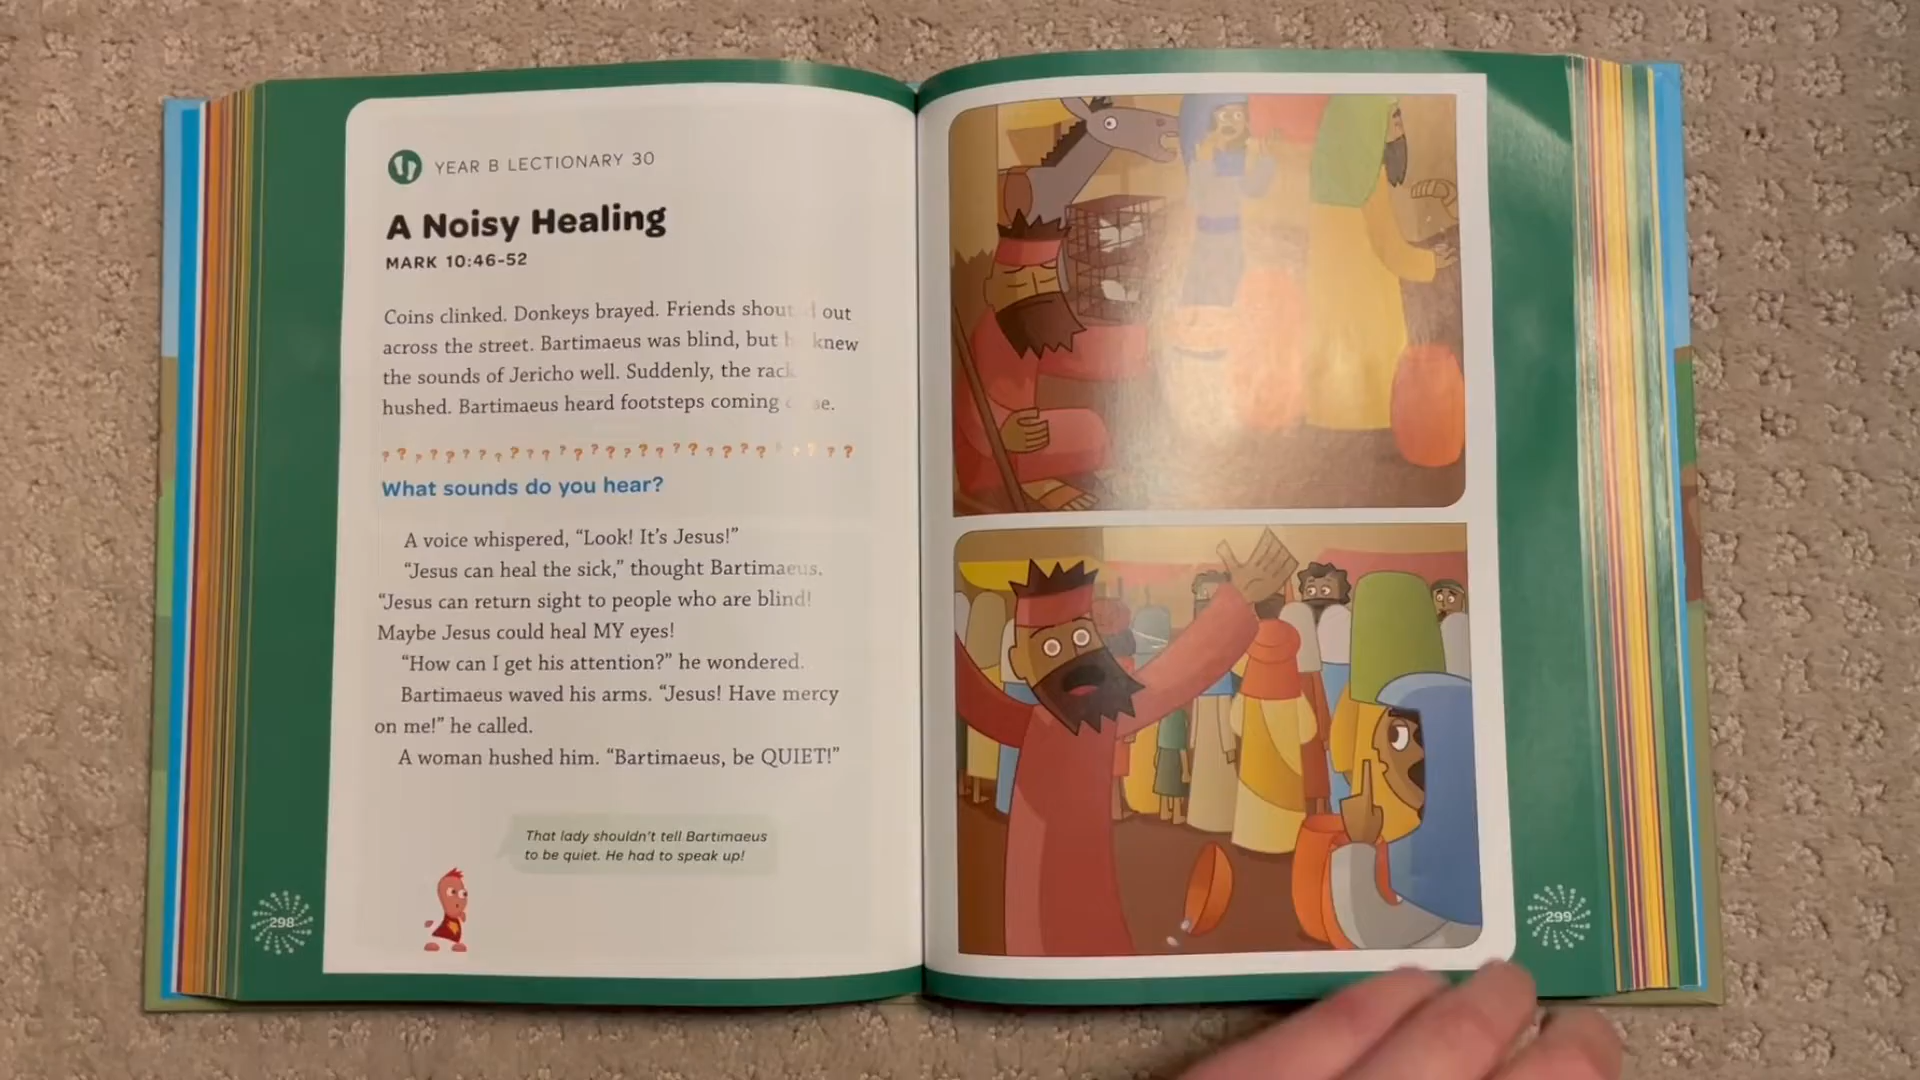 YEAR B LECTIONARY 30
A Noisy Healing
MARK 10:46-52
Coins clinked. Donkeys brayed. Friends shouted out
across the street. Bartimaeus was blind, but he knew
the sounds of Jericho well. Suddenly, the
hushed. Bartimaeus heard footsteps coming
? ? ? ? ? ? ? ? ? ? ? ? ? ? ? ? ? ? ? ? ? ? ? ? ? ? ? ? ? ?
What sounds do you hear?
A voice whispered, “Look! It’s Jesus!”
“Jesus can heal the sick,” thought Bartimaeus.
“Jesus can return sight to people who are blind!
Maybe Jesus could heal MY eyes!
“How can I get his attention?” he wondered.
Bartimaeus waved his arms. “Jesus! Have mercy
on me!” he called.
A woman hushed him. “Bartimaeus, be QUIET!”
That lady shouldn’t tell Bartimaeus
to be quiet. He had to speak up!
298
299